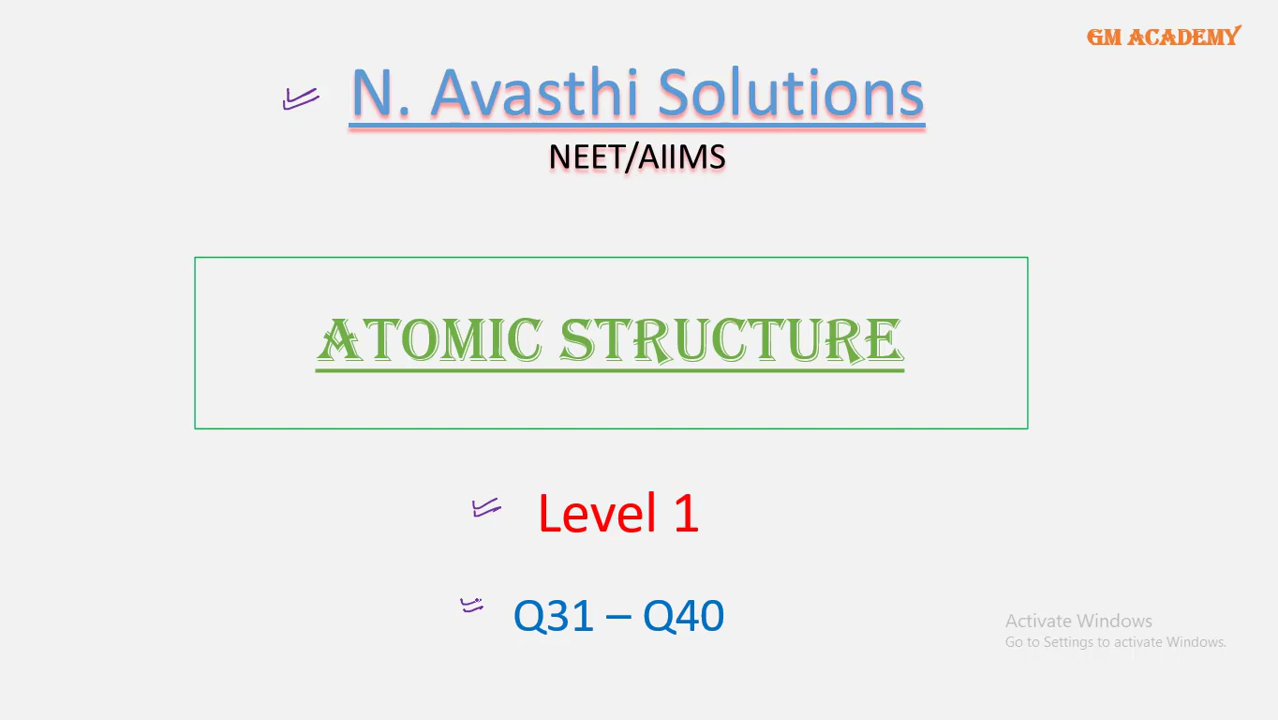 GM ACADEMY
N. Avasthi Solutions
NEET/AIIMS
ATOMIC STRUCTURE
Level 1
Q31 – Q40
Activate Windows
Go to Settings to activate Windows.